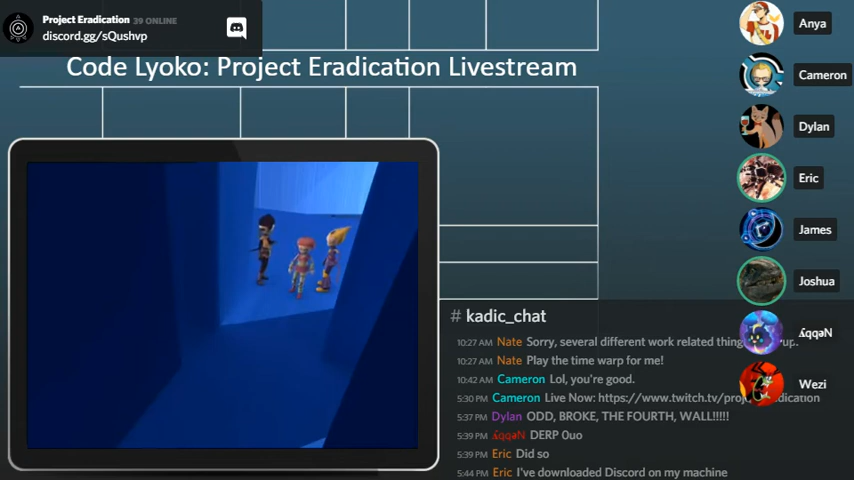 Project Eradication 39 ONLINE
discord.gg/sQushvp
Code Lyoko: Project Eradication Livestream
Anya
Cameron
Dylan
Eric
James
Joshua
ʎqqɐN
Wezi
# kadic_chat
10:27 AM Nate Sorry, several different work related
10:27 AM Nate Play the time warp for me!
10:42 AM Cameron Lol, you're good.
5:30 PM Cameron Live Now: https://www.twitch.tv/
5:37 PM Dylan ODD, BROKE, THE FOURTH, WALL!!!!!
5:39 PM ʎqqɐN DERP 0uo
5:39 PM Eric Did so
5:44 PM Eric I've downloaded Discord on my machine